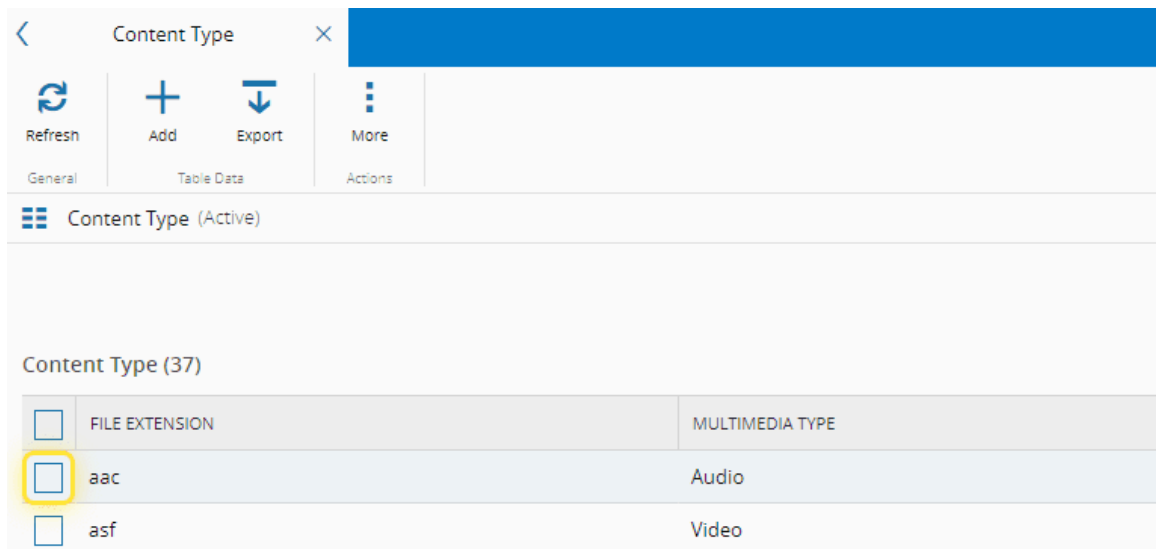 Content Type
Refresh Add Export More
General Table Data Actions
Content Type (Active)
Content Type (37)
FILE EXTENSION MULTIMEDIA TYPE
aac Audio
asf Video